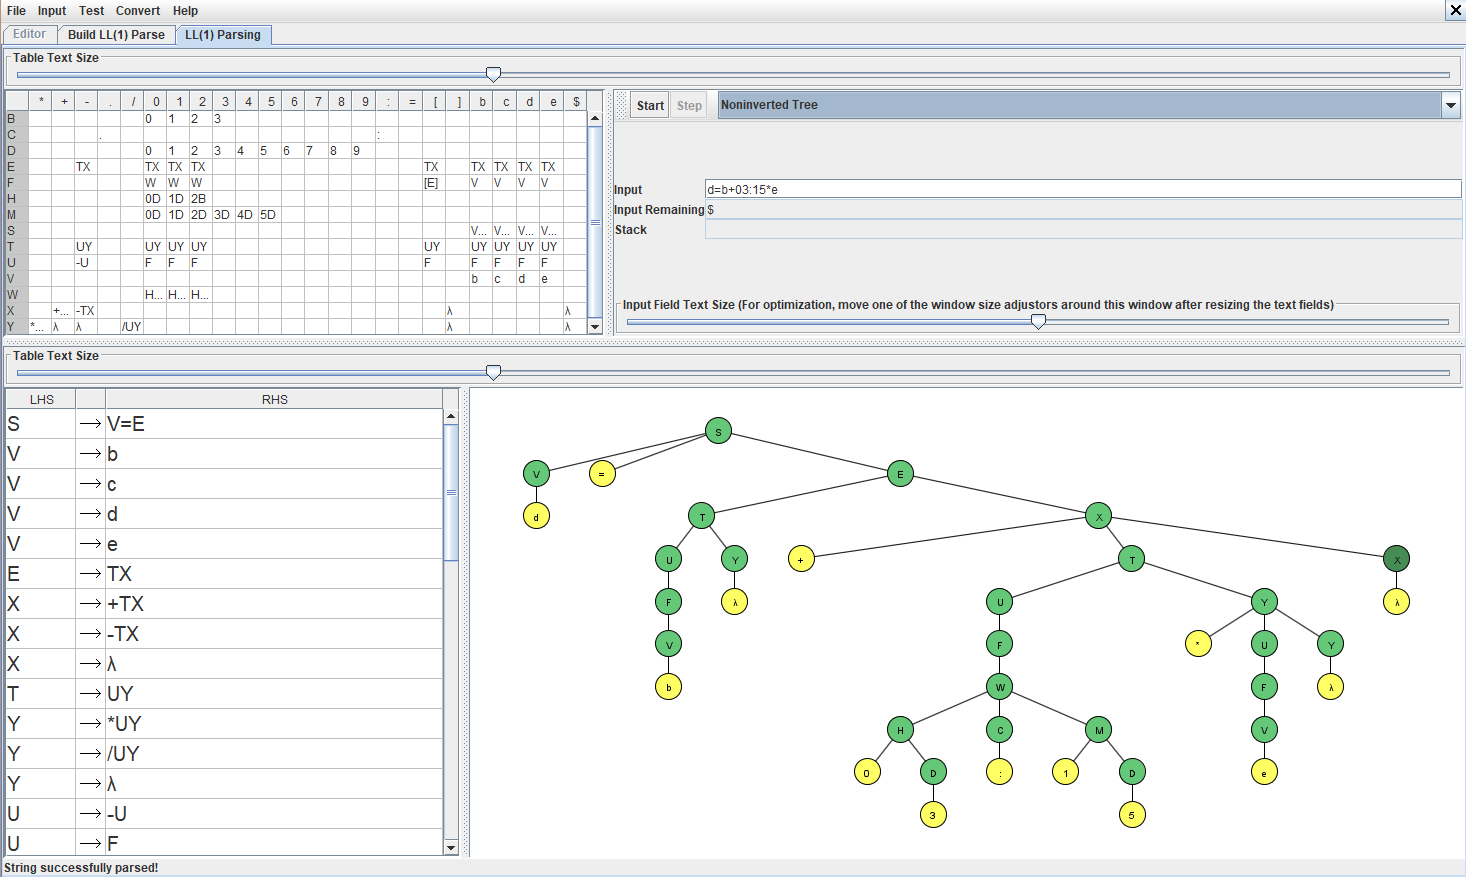 File Input Test Convert Help
Editor Build LL(1) Parse LL(1) Parsing
Table Text Size
* + - . / 0 1 2 3 4 5 6 7 8 9 : = [ ] b c d e $
B 0 1 2 3
C . :
D 0 1 2 3 4 5 6 7 8 9
E TX TX TX TX TX TX TX TX TX
F W W W [E] V V V V
H 0D 1D 2B
M 0D 1D 2D 3D 4D 5D
S V... V... V... V...
T UY UY UY UY UY UY UY UY UY
U -U F F F F F F F F
V b c d e
W H... H... H...
X +... -TX λ λ
Y *... λ λ /UY λ λ
Start Step Noninverted Tree
Input d=b+03:15*e
Input Remaining $
Stack
Input Field Text Size (For optimization, move one of the window size adjustors around this window after resizing the text fields)
Table Text Size
LHS RHS
S → V=E
V → b
V → c
V → d
V → e
E → TX
X → +TX
X → -TX
X → λ
T → UY
Y → *UY
Y → /UY
Y → λ
U → -U
U → F
S
V = E
d T X
U Y + T X
F λ U Y λ
V F * U Y
b W F λ
H C M V
0 D : 1 D e
3 5
String successfully parsed!